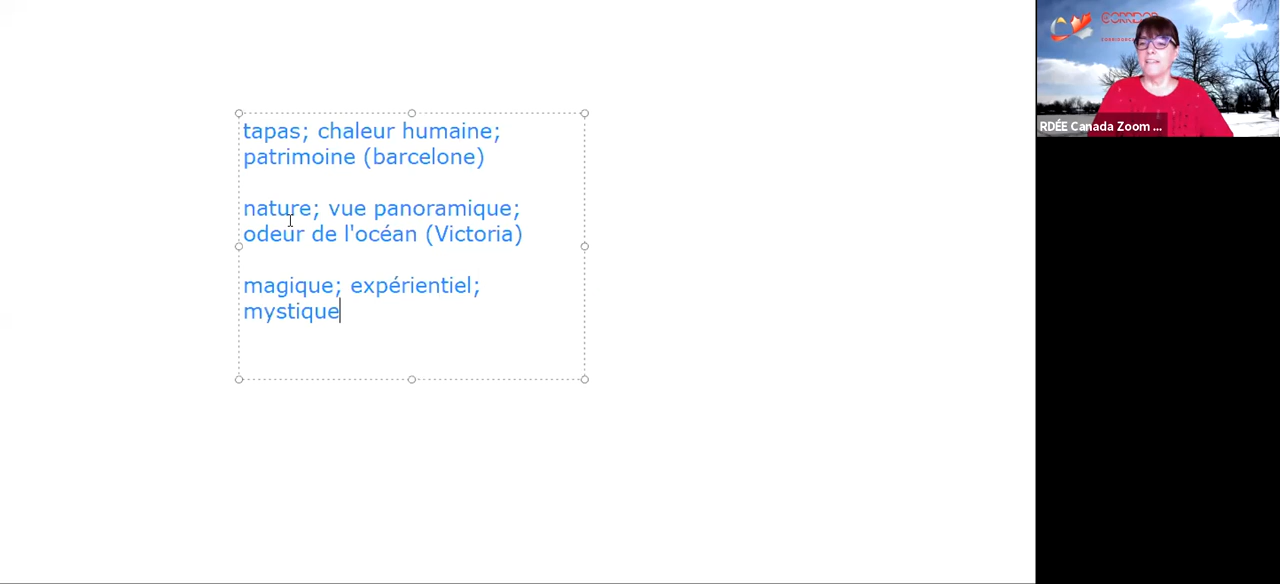 tapas; chaleur humaine;
patrimoine (barcelone)
nature; vue panoramique;
odeur de l'océan (Victoria)
magique; expérientiel;
mystique
RDÉE Canada Zoom ...